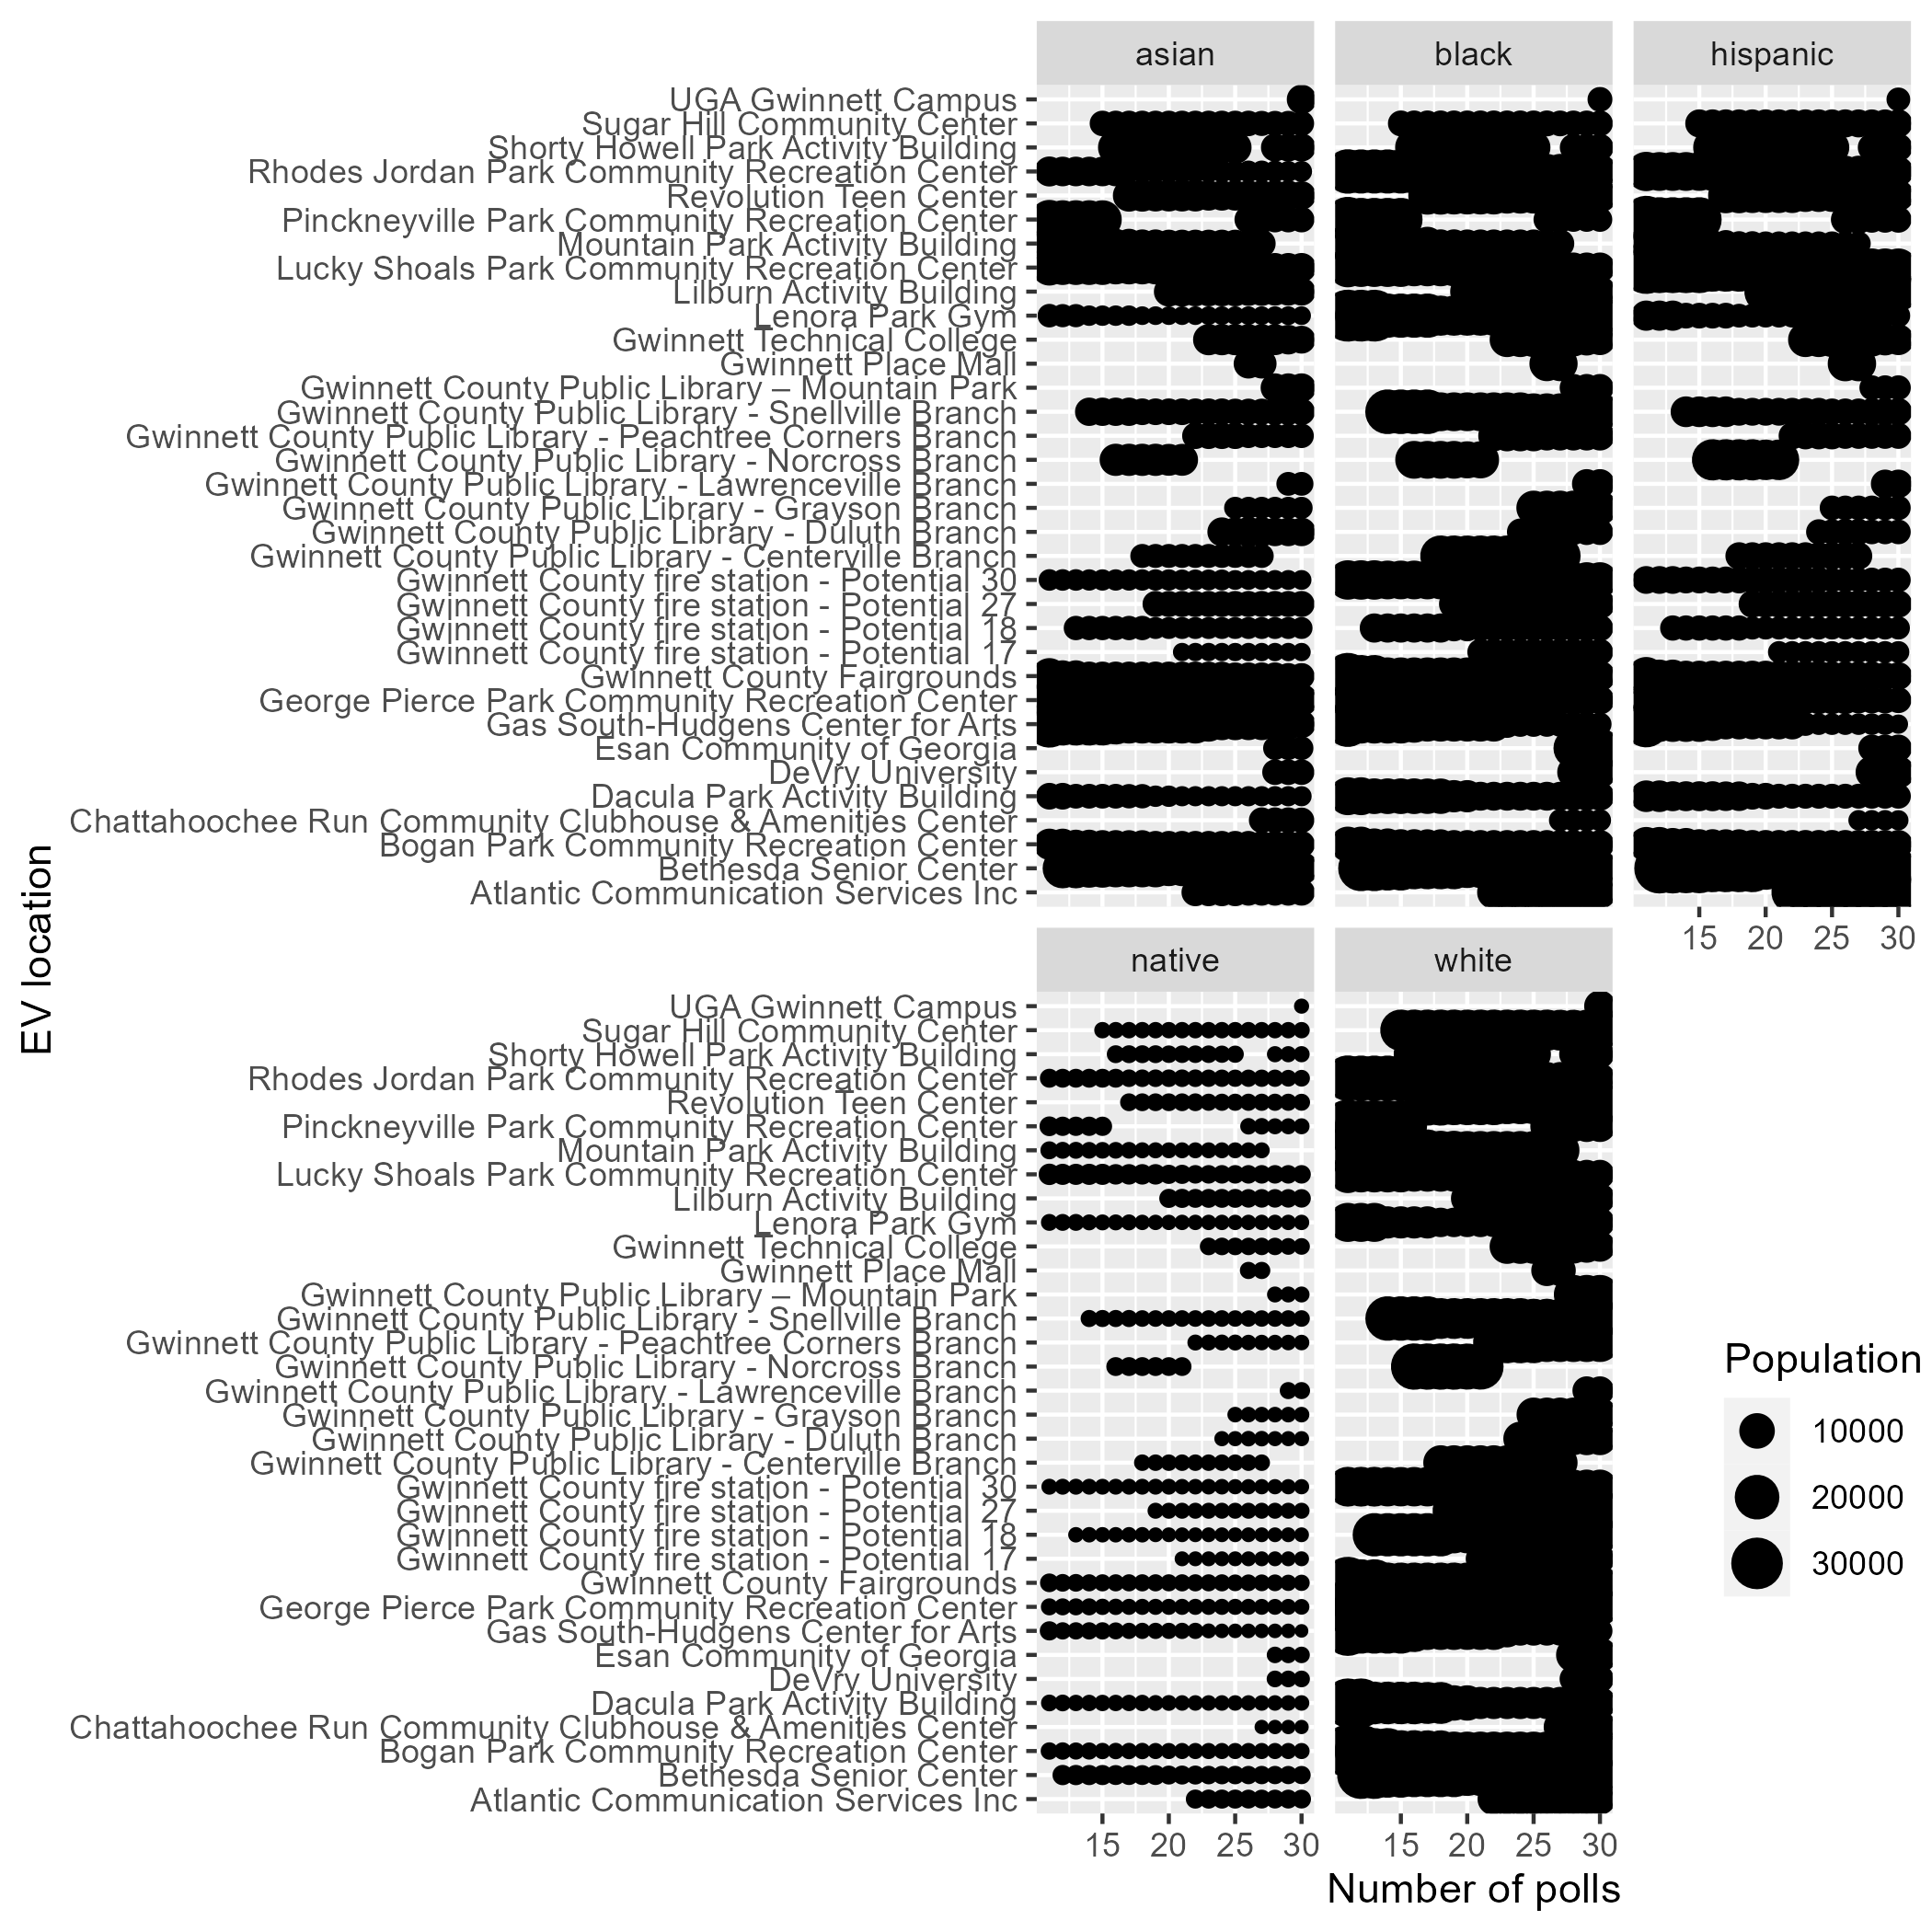 asian black hispanic
UGA Gwinnett Campus
Sugar Hill Community Center
Shorty Howell Park Activity Building
Rhodes Jordan Park Community Recreation Center
Revolution Teen Center
Pinckneyville Park Community Recreation Center
Mountain Park Activity Building
Lucky Shoals Park Community Recreation Center
Lilburn Activity Building
Lenora Park Gym
Gwinnett Technical College
Gwinnett Place Mall
Gwinnett County Public Library – Mountain Park
Gwinnett County Public Library - Snellville Branch
Gwinnett County Public Library - Peachtree Corners Branch
Gwinnett County Public Library - Norcross Branch
Gwinnett County Public Library - Lawrenceville Branch
Gwinnett County Public Library - Grayson Branch
Gwinnett County Public Library - Duluth Branch
Gwinnett County Public Library - Centerville Branch
Gwinnett County fire station - Potential 30
Gwinnett County fire station - Potential 27
Gwinnett County fire station - Potential 18
Gwinnett County fire station - Potential 17
Gwinnett County Fairgrounds
George Pierce Park Community Recreation Center
Gas South-Hudgens Center for Arts
Esan Community of Georgia
DeVry University
Dacula Park Activity Building
Chattahoochee Run Community Clubhouse & Amenities Center
Bogan Park Community Recreation Center
Bethesda Senior Center
Atlantic Communication Services Inc
15 20 25 30
EV location
native white
UGA Gwinnett Campus
Sugar Hill Community Center
Shorty Howell Park Activity Building
Rhodes Jordan Park Community Recreation Center
Revolution Teen Center
Pinckneyville Park Community Recreation Center
Mountain Park Activity Building
Lucky Shoals Park Community Recreation Center
Lilburn Activity Building
Lenora Park Gym
Gwinnett Technical College
Gwinnett Place Mall
Gwinnett County Public Library – Mountain Park
Gwinnett County Public Library - Snellville Branch
Gwinnett County Public Library - Peachtree Corners Branch
Gwinnett County Public Library - Norcross Branch
Gwinnett County Public Library - Lawrenceville Branch
Gwinnett County Public Library - Grayson Branch
Gwinnett County Public Library - Duluth Branch
Gwinnett County Public Library - Centerville Branch
Gwinnett County fire station - Potential 30
Gwinnett County fire station - Potential 27
Gwinnett County fire station - Potential 18
Gwinnett County fire station - Potential 17
Gwinnett County Fairgrounds
George Pierce Park Community Recreation Center
Gas South-Hudgens Center for Arts
Esan Community of Georgia
DeVry University
Dacula Park Activity Building
Chattahoochee Run Community Clubhouse & Amenities Center
Bogan Park Community Recreation Center
Bethesda Senior Center
Atlantic Communication Services Inc
15 20 25 30 15 20 25 30
Number of polls
Population
10000
20000
30000